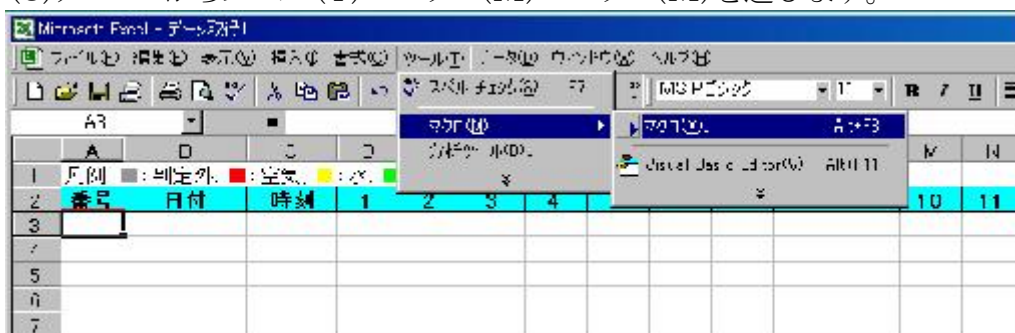 Microsoft Excel - データ
ファイル(F) 編集(E) 表示(V) 挿入(I) 書式(O) ツール(T) データ(D) ウィンドウ(W) ヘルプ(H)
スペル チェック(S)... F7
マクロ(M)
マクロ(M)... Alt+F8
Visual Basic Editor(V) Alt+F11
MS Pゴシック 11 B I U
A3 =
A B C D M N
1 凡例 :判定外、 :空気、 :水、
2 番号 日付 時刻 1 2 3 4 10 11
3
4
5
6
7